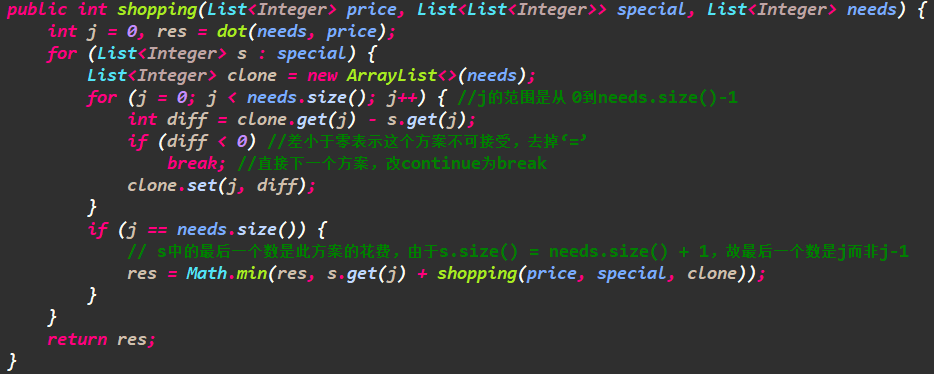 public int shopping(List<Integer> price, List<List<Integer>> special, List<Integer> needs) {
    int j = 0, res = dot(needs, price);
    for (List<Integer> s : special) {
        List<Integer> clone = new ArrayList<>(needs);
        for (j = 0; j < needs.size(); j++) { //j的范围是从 0到needs.size()-1
            int diff = clone.get(j) - s.get(j);
            if (diff < 0) //差小于零表示这个方案不可接受，去掉‘=’
                break; //直接下一个方案，改continue为break
            clone.set(j, diff);
        }
        if (j == needs.size()) {
            // s中的最后一个数是此方案的花费，由于s.size() = needs.size() + 1，故最后一个数是j而非j-1
            res = Math.min(res, s.get(j) + shopping(price, special, clone));
        }
    }
    return res;
}